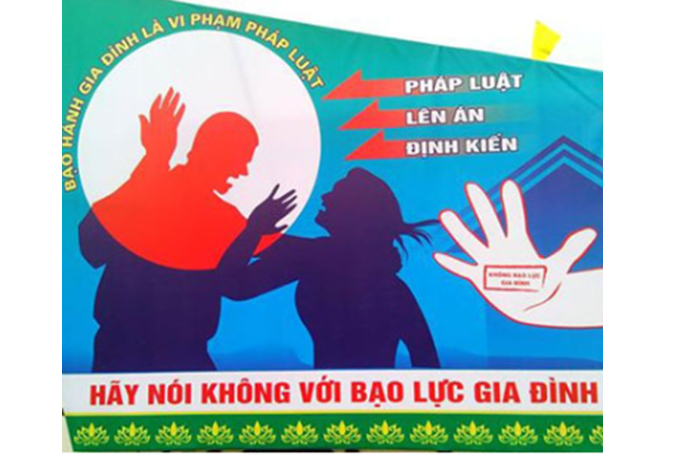 BẠO HÀNH GIA ĐÌNH LÀ VI PHẠM PHÁP LUẬT
PHÁP LUẬT
LÊN ÁN
ĐỊNH KIẾN
KHÔNG BẠO LỰC
GIA ĐÌNH
HÃY NÓI KHÔNG VỚI BẠO LỰC GIA ĐÌNH